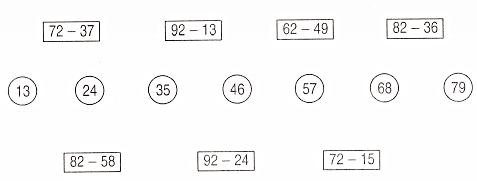 72 – 37 92 – 13 62 – 49 82 – 36
13 24 35 46 57 68 79
82 – 58 92 – 24 72 – 15